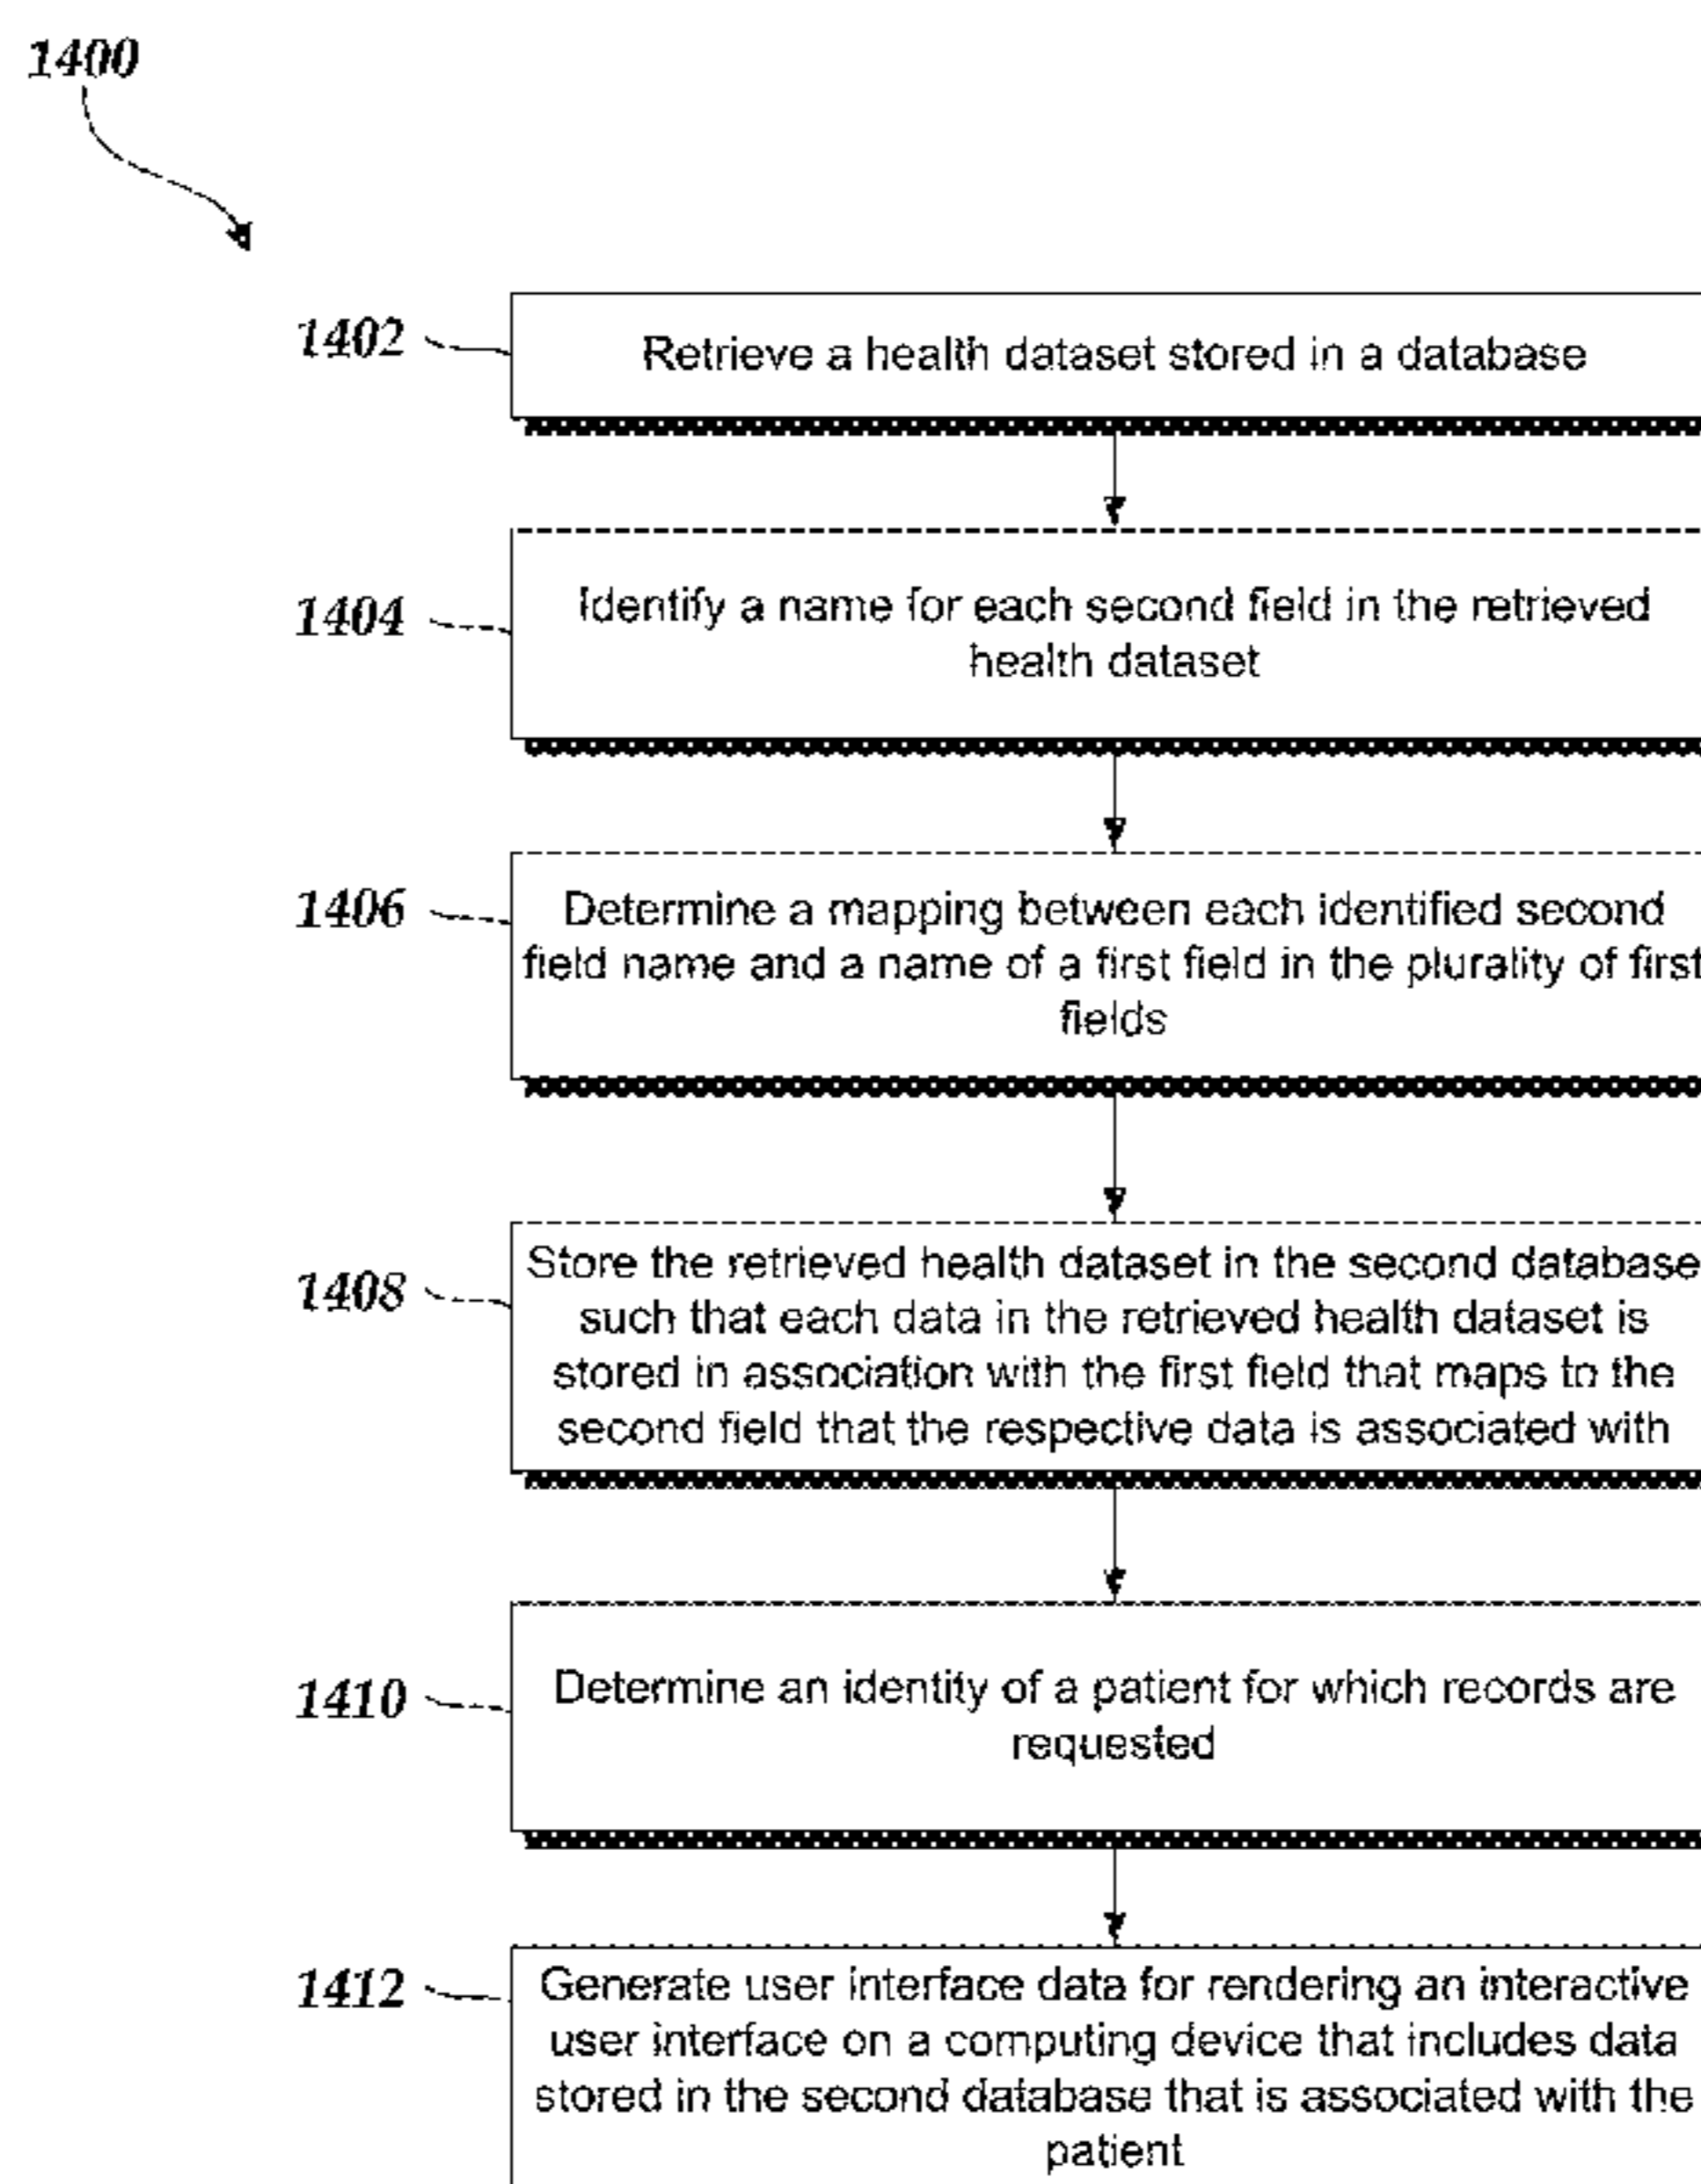 1400
1402
Retrieve a health dataset stored in a database
1404
Identify a name for each second field in the retrieved
health dataset
1406
Determine a mapping between each identified second
field name and a name of a first field in the plurality of first
fields
1408
Store the retrieved health dataset in the second database
such that each data in the retrieved health dataset is
stored in association with the first field that maps to the
second field that the respective data is associated with
1410
Determine an identity of a patient for which records are
requested
1412
Generate user interface data for rendering an interactive
user interface on a computing device that includes data
stored in the second database that is associated with the
patient